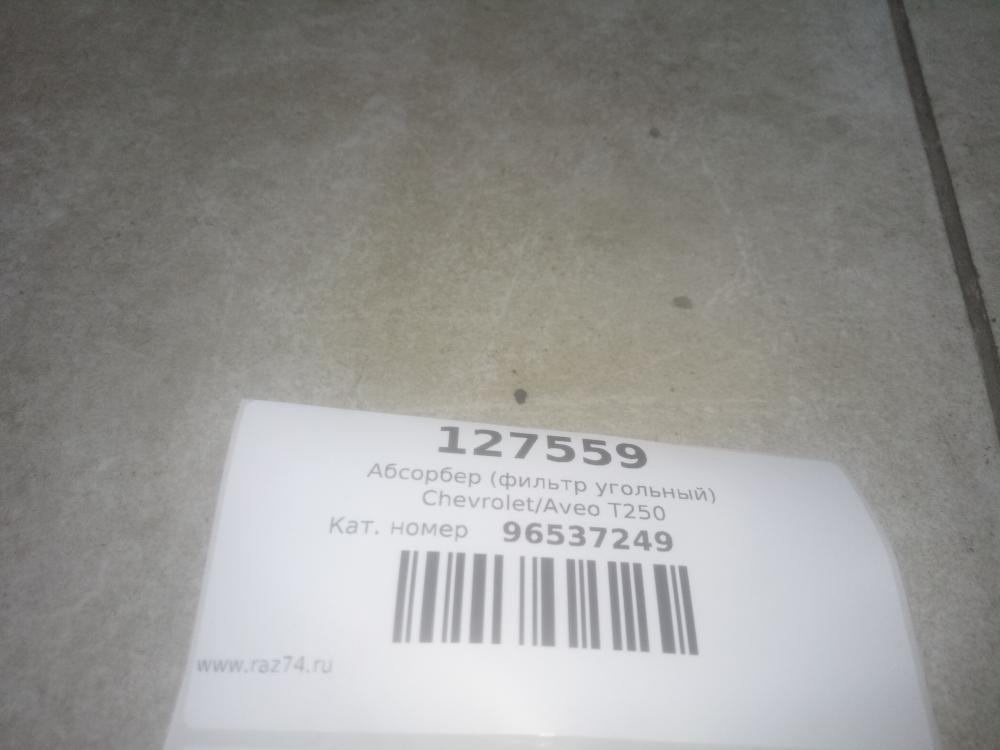 127559
Абсорбер (фильтр угольный)
Chevrolet/Aveo T250
Кат. номер 96537249
www.raz74.ru